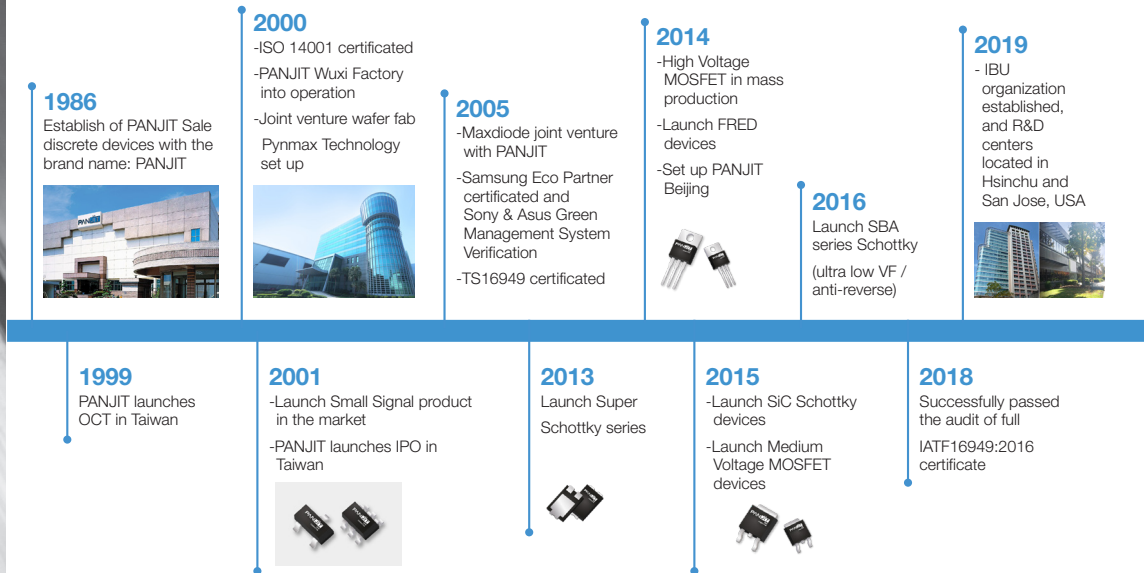 1986
Establish of PANJIT Sale
discrete devices with the
brand name: PANJIT
2000
-ISO 14001 certificated
-PANJIT Wuxi Factory
into operation
-Joint venture wafer fab
Pynmax Technology
set up
2005
-Maxdiode joint venture
with PANJIT
-Samsung Eco Partner
certificated and
Sony & Asus Green
Management System
Verification
-TS16949 certificated
2014
-High Voltage
MOSFET in mass
production
-Launch FRED
devices
-Set up PANJIT
Beijing
2016
Launch SBA
series Schottky
(ultra low VF /
anti-reverse)
2019
- IBU
organization
established,
and R&D
centers
located in
Hsinchu and
San Jose, USA
1999
PANJIT launches
OCT in Taiwan
2001
-Launch Small Signal product
in the market
-PANJIT launches IPO in
Taiwan
2013
Launch Super
Schottky series
2015
-Launch SiC Schottky
devices
-Launch Medium
Voltage MOSFET
devices
2018
Successfully passed
the audit of full
IATF16949:2016
certificate